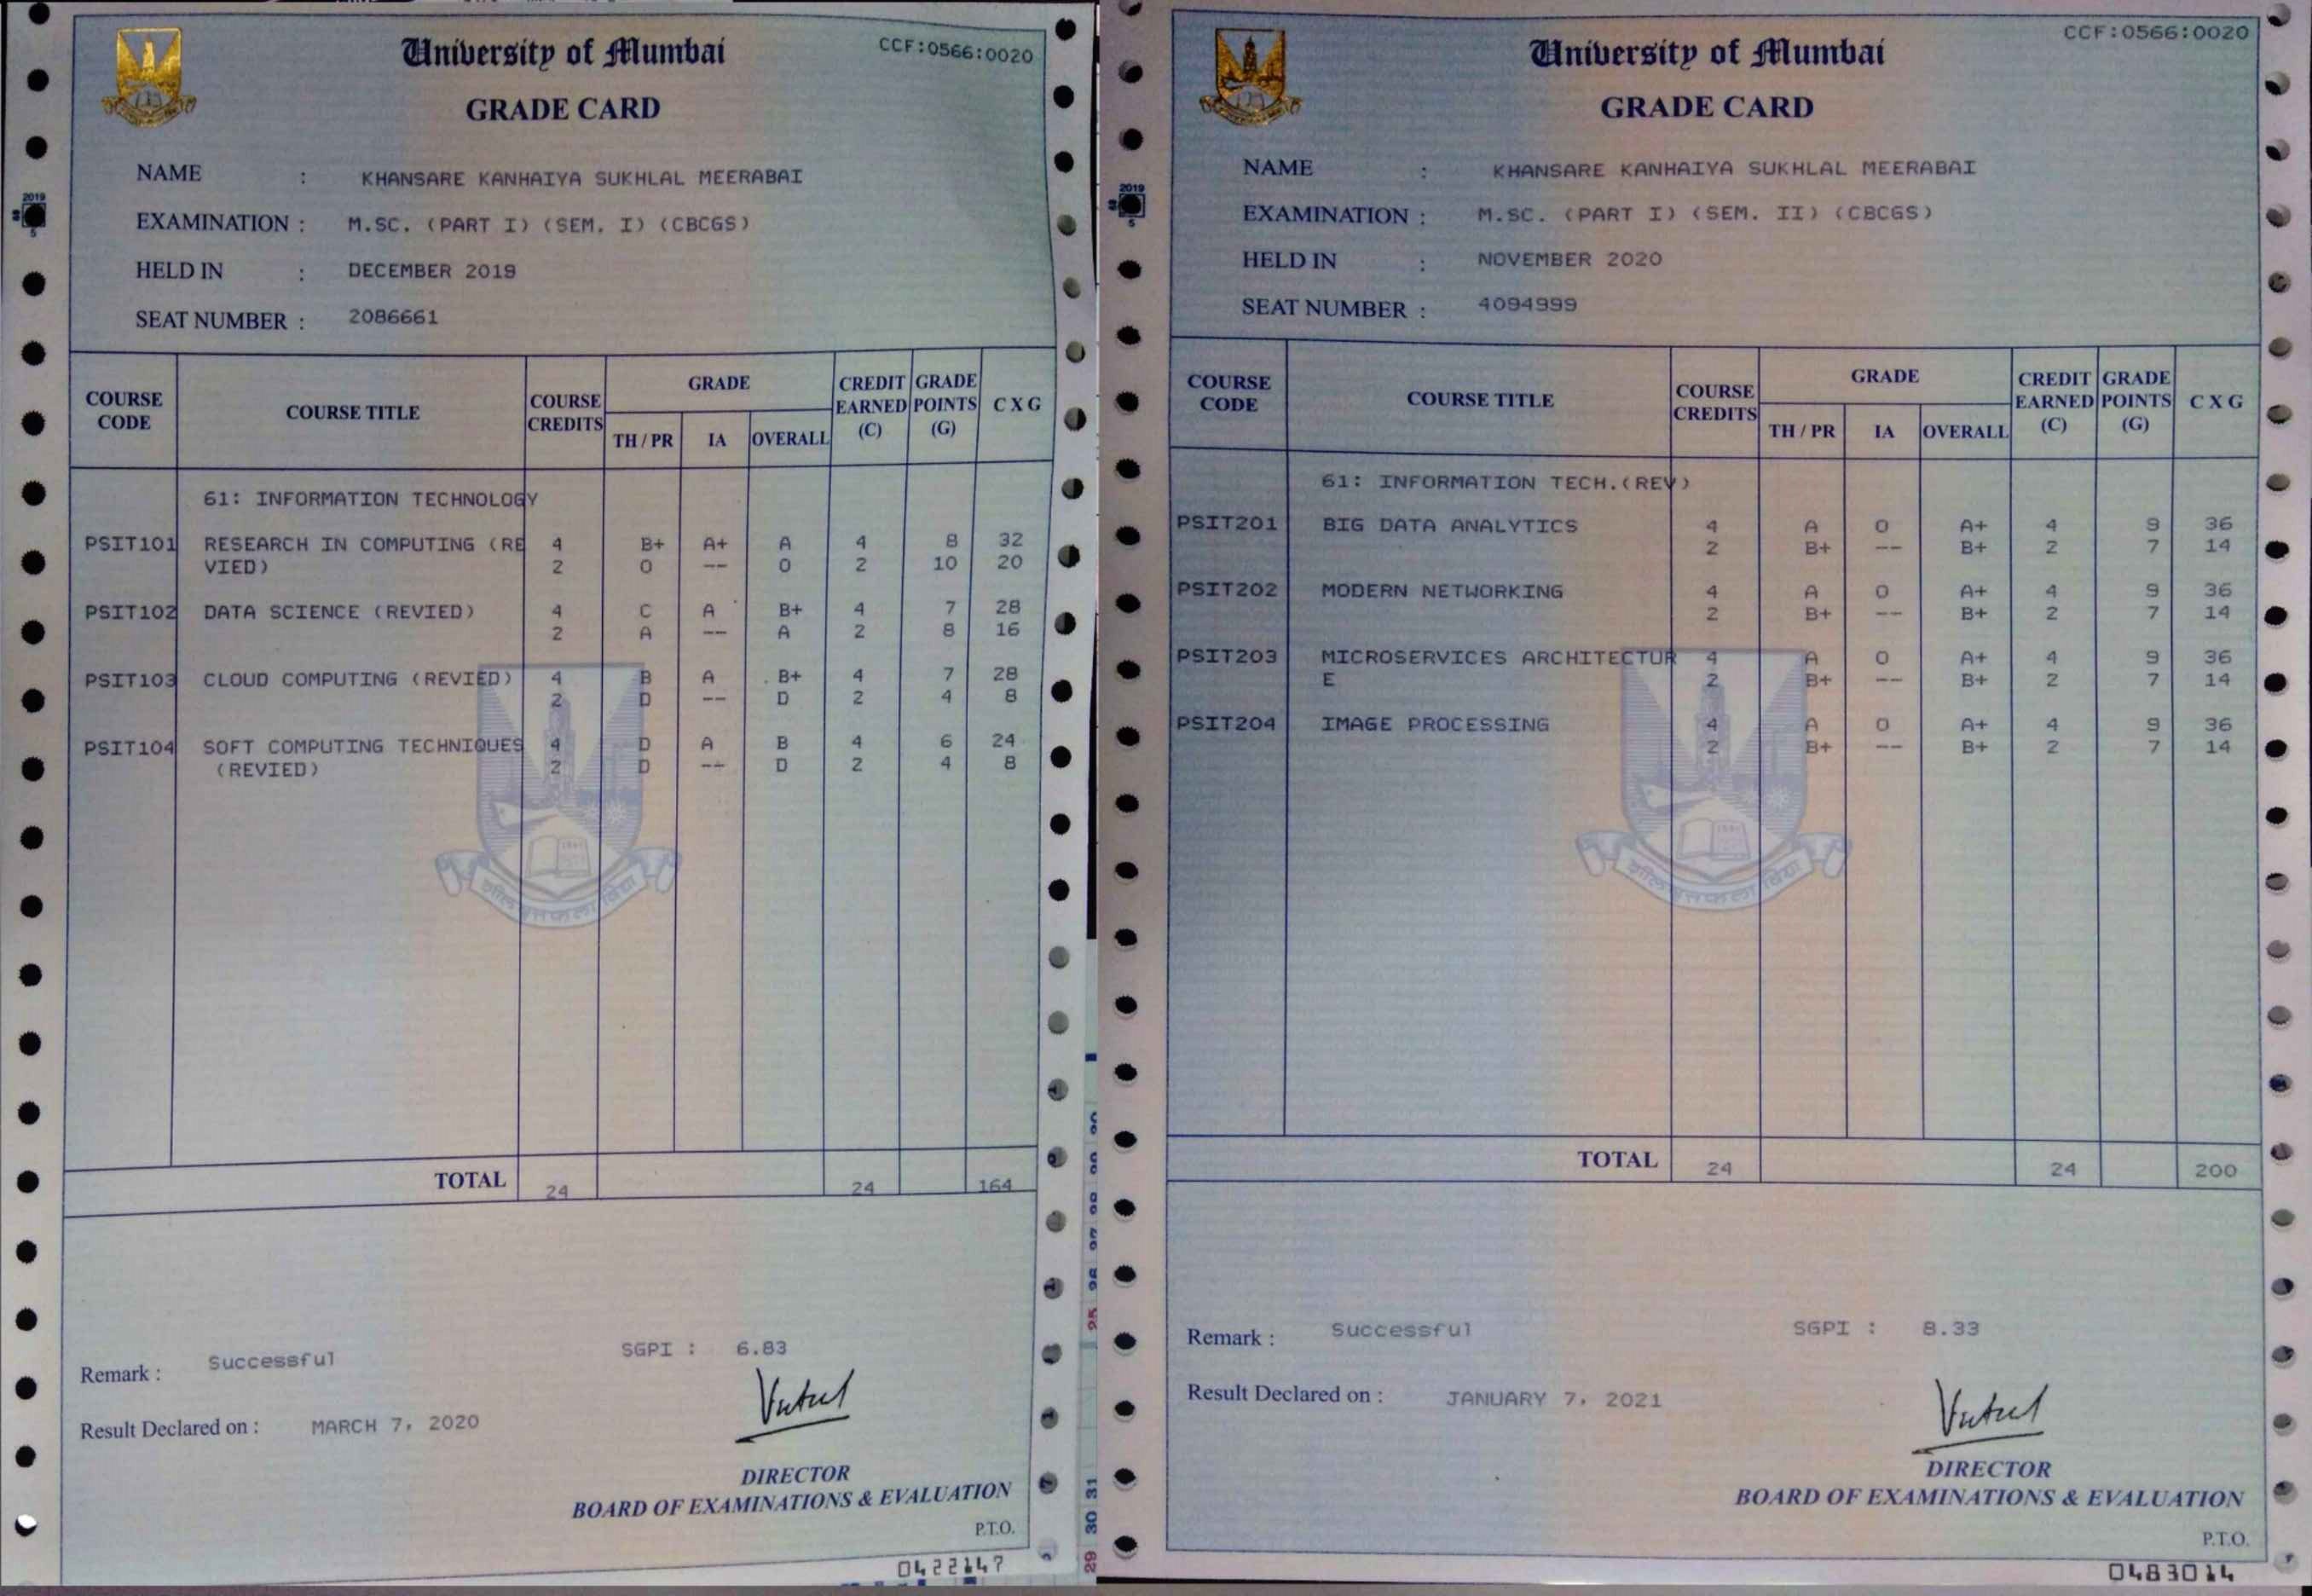 University of Mumbai
CCF:0566:0020
GRADE CARD
NAME : KHANSARE KANHAIYA SUKHLAL MEERABAI
EXAMINATION : M.SC. (PART I) (SEM. I) (CBCGS)
HELD IN : DECEMBER 2019
SEAT NUMBER : 2086661
COURSE CODE COURSE TITLE COURSE CREDITS GRADE TH / PR IA OVERALL CREDIT EARNED (C) GRADE POINTS (G) C X G
61: INFORMATION TECHNOLOGY
PSIT101 RESEARCH IN COMPUTING (RE 4 B+ A+ A 4 8 32
VIED) 2 O -- O 2 10 20
PSIT102 DATA SCIENCE (REVIED) 4 C A B+ 4 7 28
2 A -- A 2 8 16
PSIT103 CLOUD COMPUTING (REVIED) 4 B A B+ 4 7 28
2 D -- D 2 4 8
PSIT104 SOFT COMPUTING TECHNIQUES 4 D A B 4 6 24
(REVIED) 2 D -- D 2 4 8
TOTAL 24 24 164
Remark : Successful SGPI : 6.83
Result Declared on : MARCH 7, 2020
DIRECTOR
BOARD OF EXAMINATIONS & EVALUATION
P.T.O.
0422147
University of Mumbai
CCF:0566:0020
GRADE CARD
NAME : KHANSARE KANHAIYA SUKHLAL MEERABAI
EXAMINATION : M.SC. (PART I) (SEM. II) (CBCGS)
HELD IN : NOVEMBER 2020
SEAT NUMBER : 4094999
COURSE CODE COURSE TITLE COURSE CREDITS GRADE TH / PR IA OVERALL CREDIT EARNED (C) GRADE POINTS (G) C X G
61: INFORMATION TECH.(REV)
PSIT201 BIG DATA ANALYTICS 4 A O A+ 4 9 36
2 B+ -- B+ 2 7 14
PSIT202 MODERN NETWORKING 4 A O A+ 4 9 36
2 B+ -- B+ 2 7 14
PSIT203 MICROSERVICES ARCHITECTUR 4 A O A+ 4 9 36
E 2 B+ -- B+ 2 7 14
PSIT204 IMAGE PROCESSING 4 A O A+ 4 9 36
2 B+ -- B+ 2 7 14
TOTAL 24 24 200
Remark : Successful SGPI : 8.33
Result Declared on : JANUARY 7, 2021
DIRECTOR
BOARD OF EXAMINATIONS & EVALUATION
P.T.O.
0483014